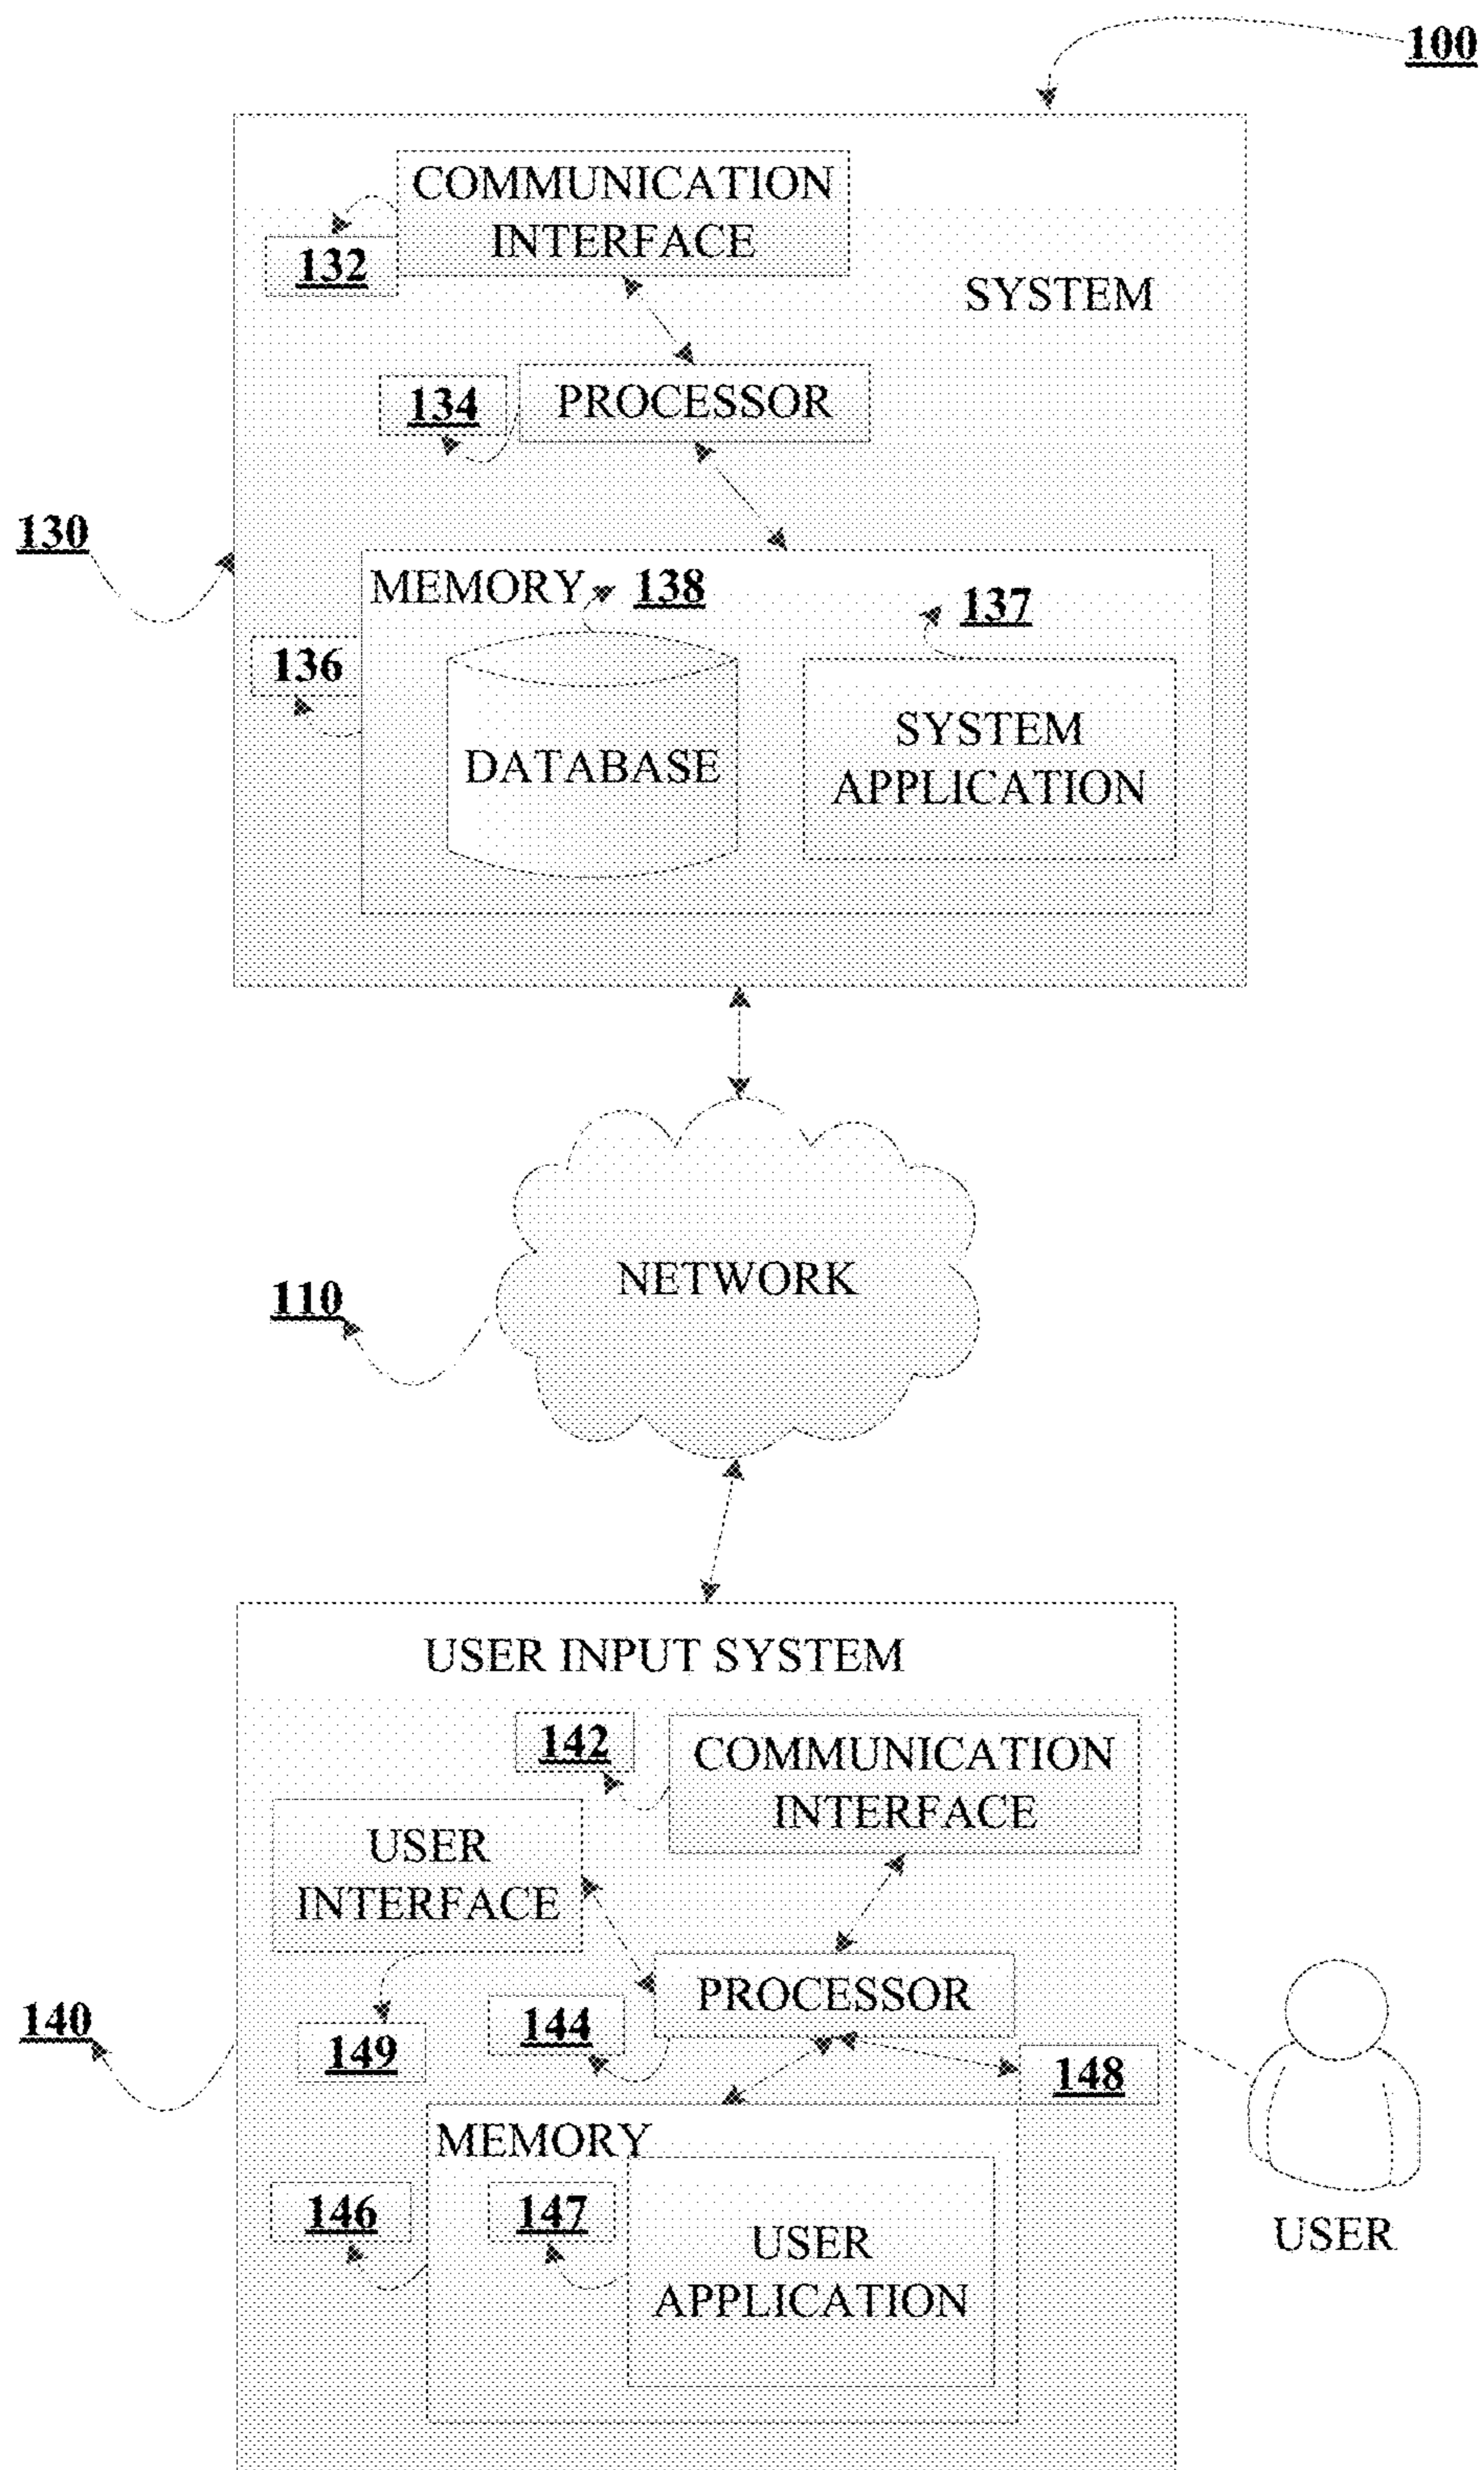 100
COMMUNICATION
INTERFACE
132
SYSTEM
134
PROCESSOR
130
MEMORY
138
137
136
DATABASE
SYSTEM
APPLICATION
NETWORK
110
USER INPUT SYSTEM
142
COMMUNICATION
INTERFACE
USER
INTERFACE
PROCESSOR
144
140
149
148
MEMORY
146
147
USER
APPLICATION
USER